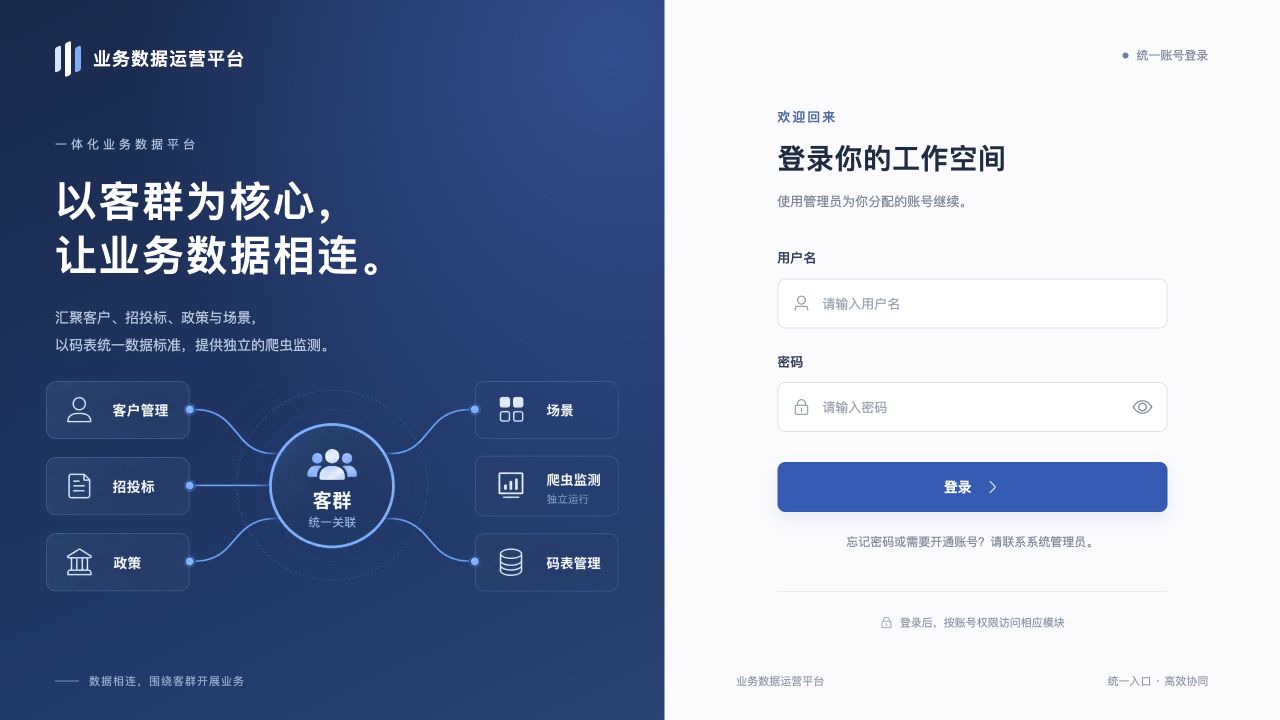 业务数据运营平台
一体化业务数据平台
以客群为核心，
让业务数据相连。
汇聚客户、招投标、政策与场景，
以码表统一数据标准，提供独立的爬虫监测。
客户管理
招投标
政策
客群
统一关联
场景
爬虫监测
独立运行
码表管理
数据相连，围绕客群开展业务
统一账号登录
欢迎回来
登录你的工作空间
使用管理员为你分配的账号继续。
用户名
请输入用户名
密码
请输入密码
登录
忘记密码或需要开通账号？请联系系统管理员。
登录后，按账号权限访问相应模块
业务数据运营平台
统一入口 · 高效协同